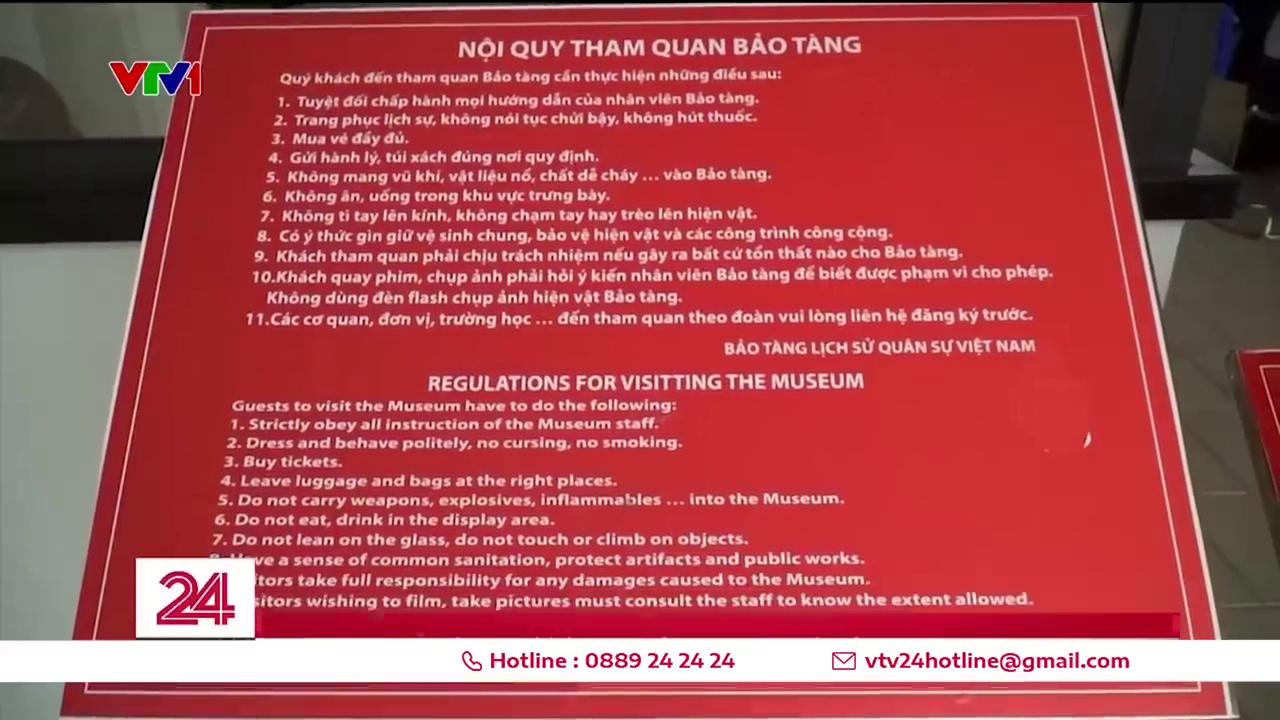 VTV1
NỘI QUY THAM QUAN BẢO TÀNG
Quý khách đến tham quan Bảo tàng cần thực hiện những điều sau:
1. Tuyệt đối chấp hành mọi hướng dẫn của nhân viên Bảo tàng.
2. Trang phục lịch sự, không nói tục chửi bậy, không hút thuốc.
3. Mua vé đầy đủ.
4. Gửi hành lý, túi xách đúng nơi quy định.
5. Không mang vũ khí, vật liệu nổ, chất dễ cháy ... vào Bảo tàng.
6. Không ăn, uống trong khu vực trưng bày.
7. Không tì tay lên kính, không chạm tay hay trèo lên hiện vật.
8. Có ý thức gìn giữ vệ sinh chung, bảo vệ hiện vật và các công trình công cộng.
9. Khách tham quan phải chịu trách nhiệm nếu gây ra bất cứ tổn thất nào cho Bảo tàng.
10.Khách quay phim, chụp ảnh phải hỏi ý kiến nhân viên Bảo tàng để biết được phạm vi cho phép.
Không dùng đèn flash chụp ảnh hiện vật Bảo tàng.
11.Các cơ quan, đơn vị, trường học ... đến tham quan theo đoàn vui lòng liên hệ đăng ký trước.
BẢO TÀNG LỊCH SỬ QUÂN SỰ VIỆT NAM
REGULATIONS FOR VISITTING THE MUSEUM
Guests to visit the Museum have to do the following:
1. Strictly obey all instruction of the Museum staff.
2. Dress and behave politely, no cursing, no smoking.
3. Buy tickets.
4. Leave luggage and bags at the right places.
5. Do not carry weapons, explosives, inflammables ... into the Museum.
6. Do not eat, drink in the display area.
7. Do not lean on the glass, do not touch or climb on objects.
a sense of common sanitation, protect artifacts and public works.
take full responsibility for any damages caused to the Museum.
wishing to film, take pictures must consult the staff to know the extent allowed.
24
Hotline : 0889 24 24 24
vtv24hotline@gmail.com